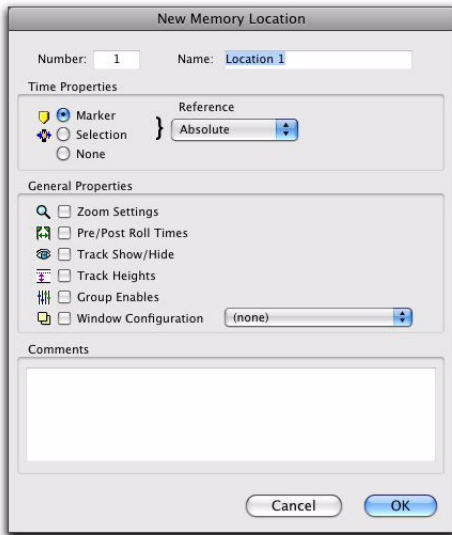 New Memory Location
Number: 1 Name: Location 1
Time Properties
Marker
Selection
None
Reference
Absolute
General Properties
Zoom Settings
Pre/Post Roll Times
Track Show/Hide
Track Heights
Group Enables
Window Configuration (none)
Comments
Cancel OK